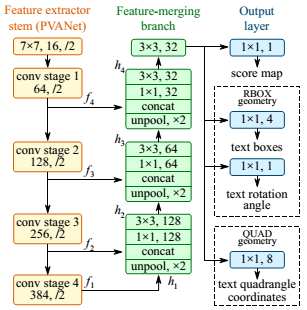 Feature extractor
stem (PVANet)
7×7, 16, /2
conv stage 1
64, /2
f4
conv stage 2
128, /2
f3
conv stage 3
256, /2
f2
conv stage 4
384, /2
f1
Feature-merging
branch
3×3, 32
h4
3×3, 32
1×1, 32
concat
unpool, ×2
h3
3×3, 64
1×1, 64
concat
unpool, ×2
h2
3×3, 128
1×1, 128
concat
unpool, ×2
h1
Output
layer
1×1, 1
score map
RBOX
geometry
1×1, 4
text boxes
1×1, 1
text rotation
angle
QUAD
geometry
1×1, 8
text quadrangle
coordinates